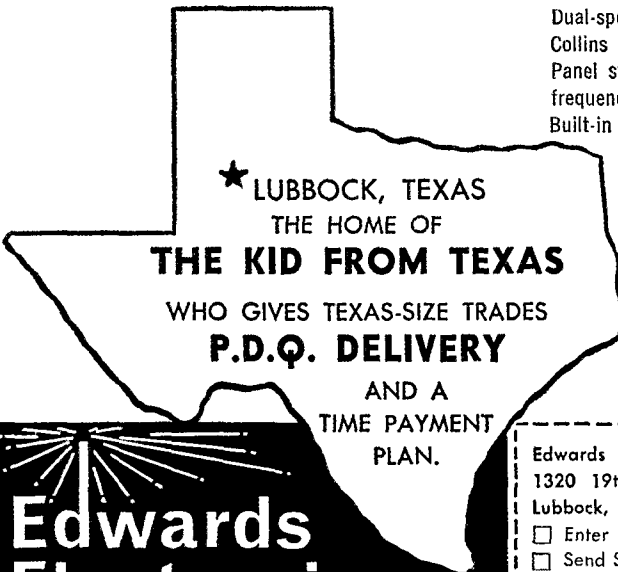 Dual-spe
Collins
Panel s
frequen
Built-in
LUBBOCK, TEXAS
THE HOME OF
THE KID FROM TEXAS
WHO GIVES TEXAS-SIZE TRADES
P.D.Q. DELIVERY
AND A
TIME PAYMENT
PLAN.
Edwards
1320 19t
Lubbock,
Enter
Send S
Edwards